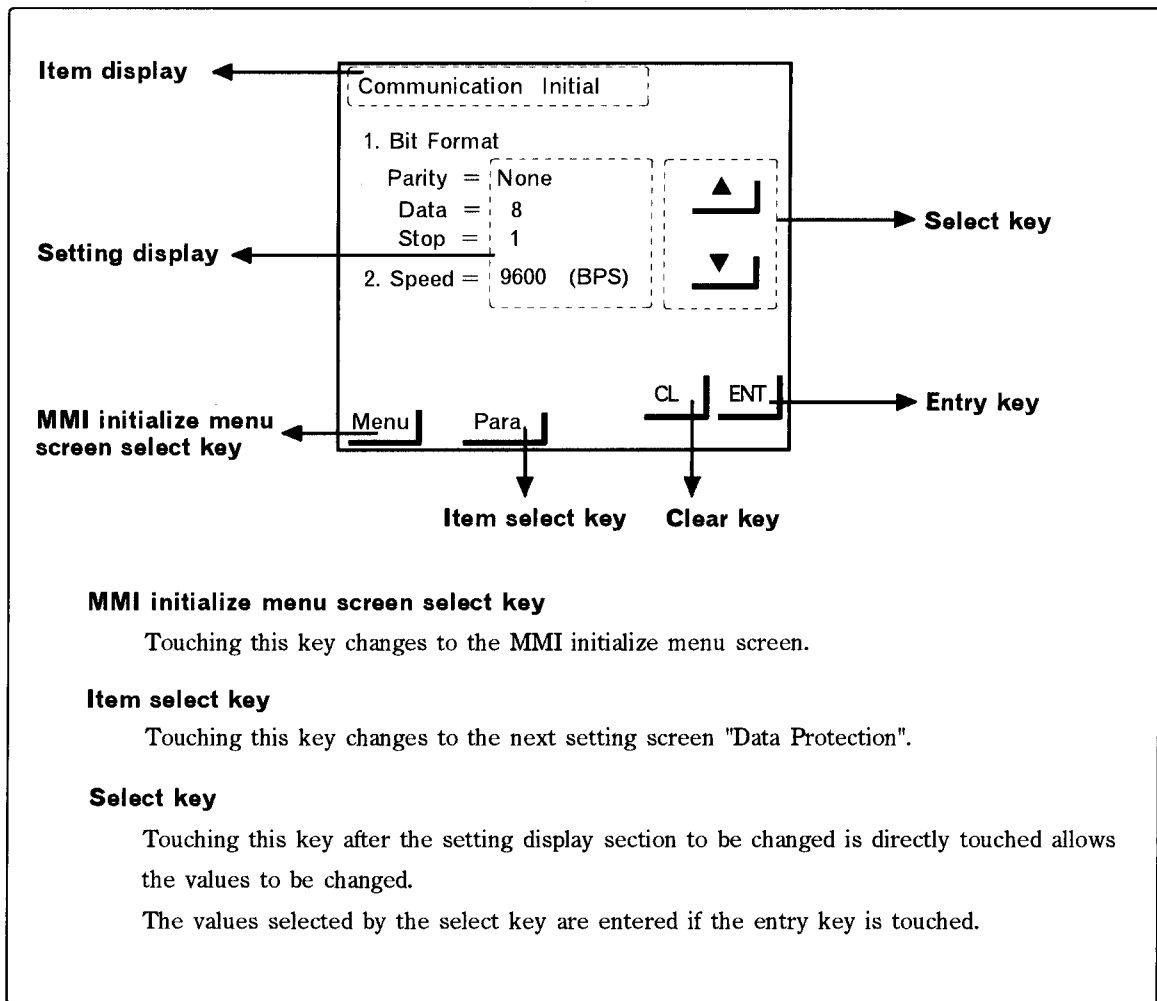 Item display
Communication Initial
1. Bit Format
Parity = None
Data = 8
Select key
Stop = 1
Setting display
2. Speed = 9600 (BPS)
CL ENT
Entry key
MMI initialize menu
screen select key
Menu Para
Item select key Clear key
MMI initialize menu screen select key
Touching this key changes to the MMI initialize menu screen.
Item select key
Touching this key changes to the next setting screen "Data Protection".
Select key
Touching this key after the setting display section to be changed is directly touched allows
the values to be changed.
The values selected by the select key are entered if the entry key is touched.